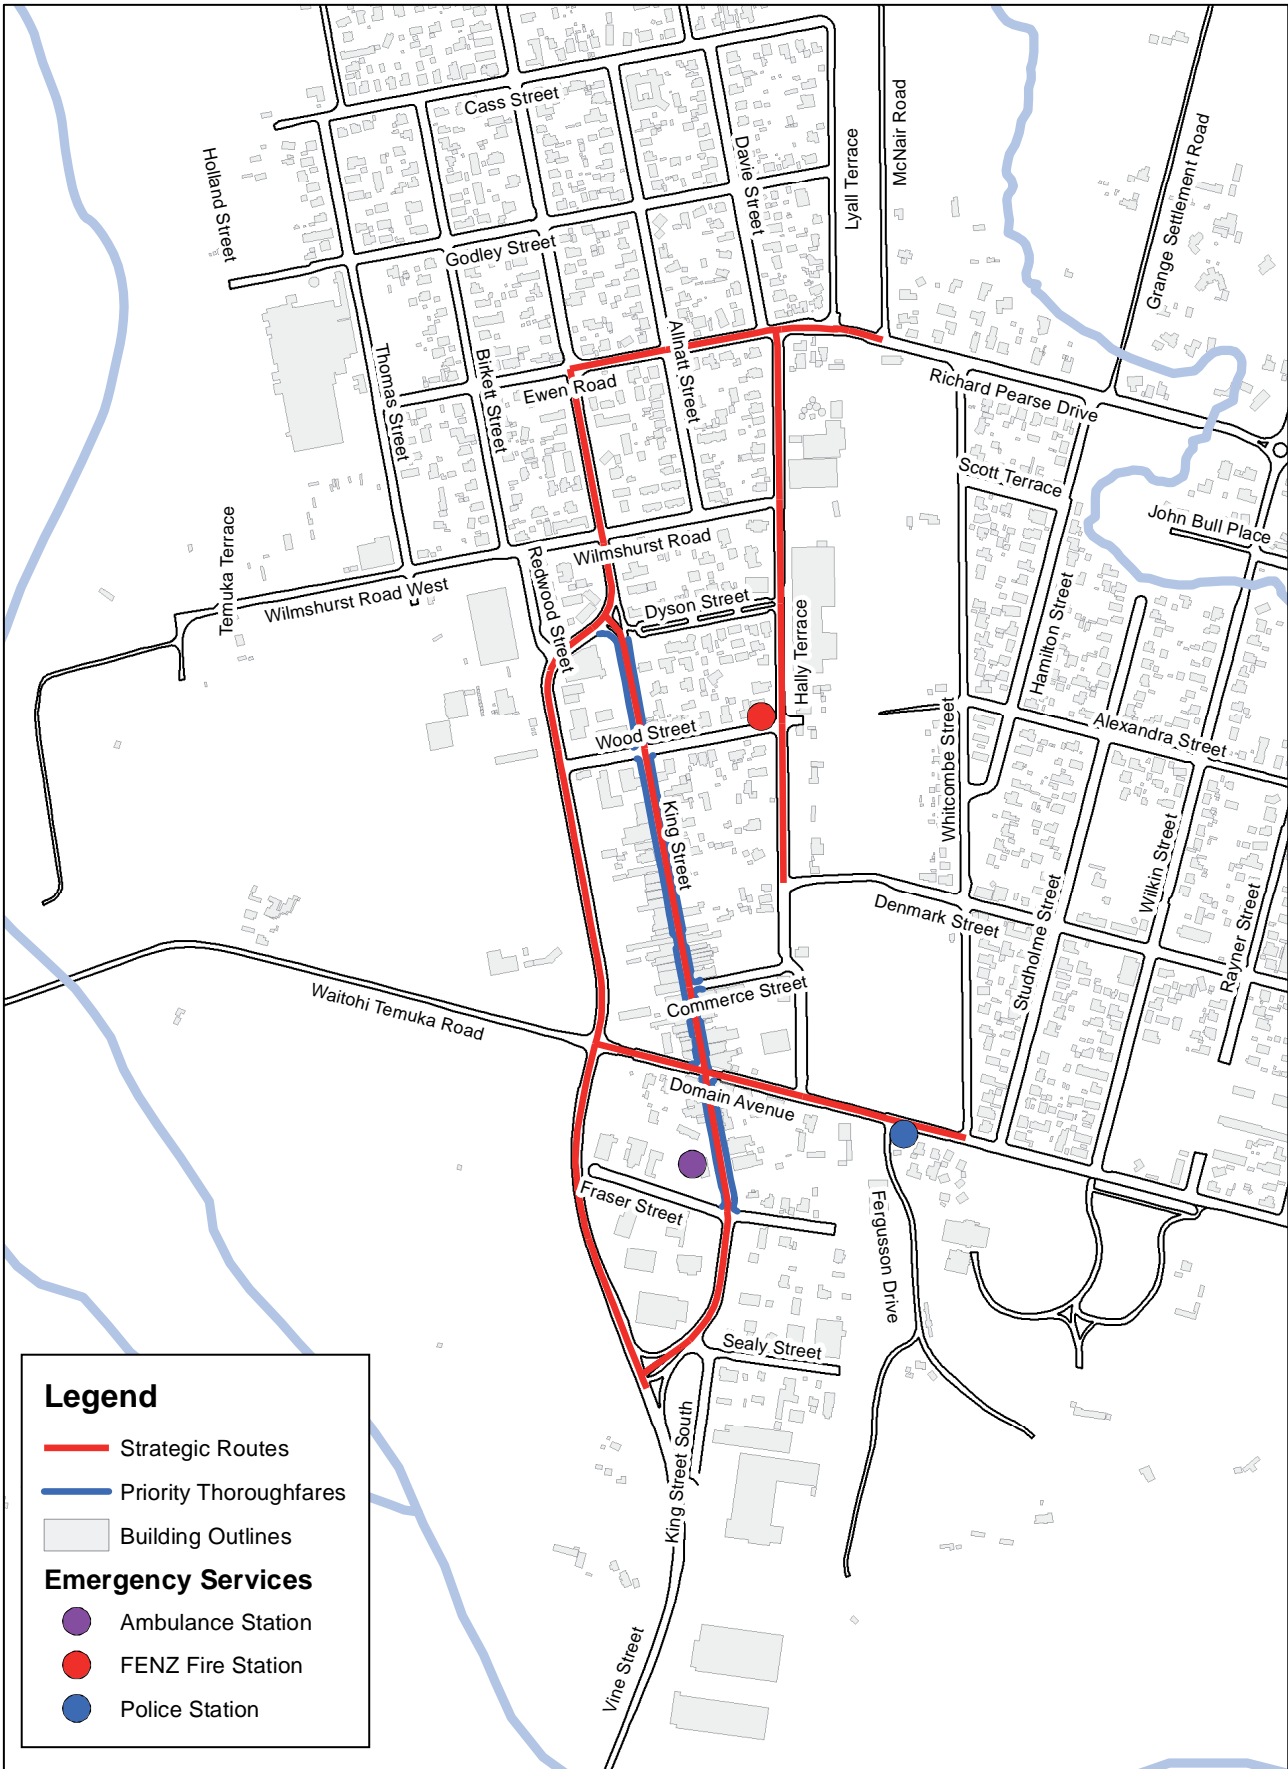 Cass Street
Holland Street
Davie Street
Lyall Terrace
McNair Road
Grange Settlement Road
Godley Street
Thomas Street
Birkett Street
Allnatt Street
Ewen Road
Richard Pearse Drive
Scott Terrace
John Bull Place
Temuka Terrace
Wilmshurst Road
Wilmshurst Road West
Redwood Street
Dyson Street
Hally Terrace
Hamilton Street
Wood Street
Whitcombe Street
Alexandra Street
King Street
Wilkin Street
Denmark Street
Studholme Street
Rayner Street
Waitohi Temuka Road
Commerce Street
Domain Avenue
Fraser Street
Fergusson Drive
Sealy Street
King Street South
Vine Street
Legend
Strategic Routes
Priority Thoroughfares
Building Outlines
Emergency Services
Ambulance Station
FENZ Fire Station
Police Station